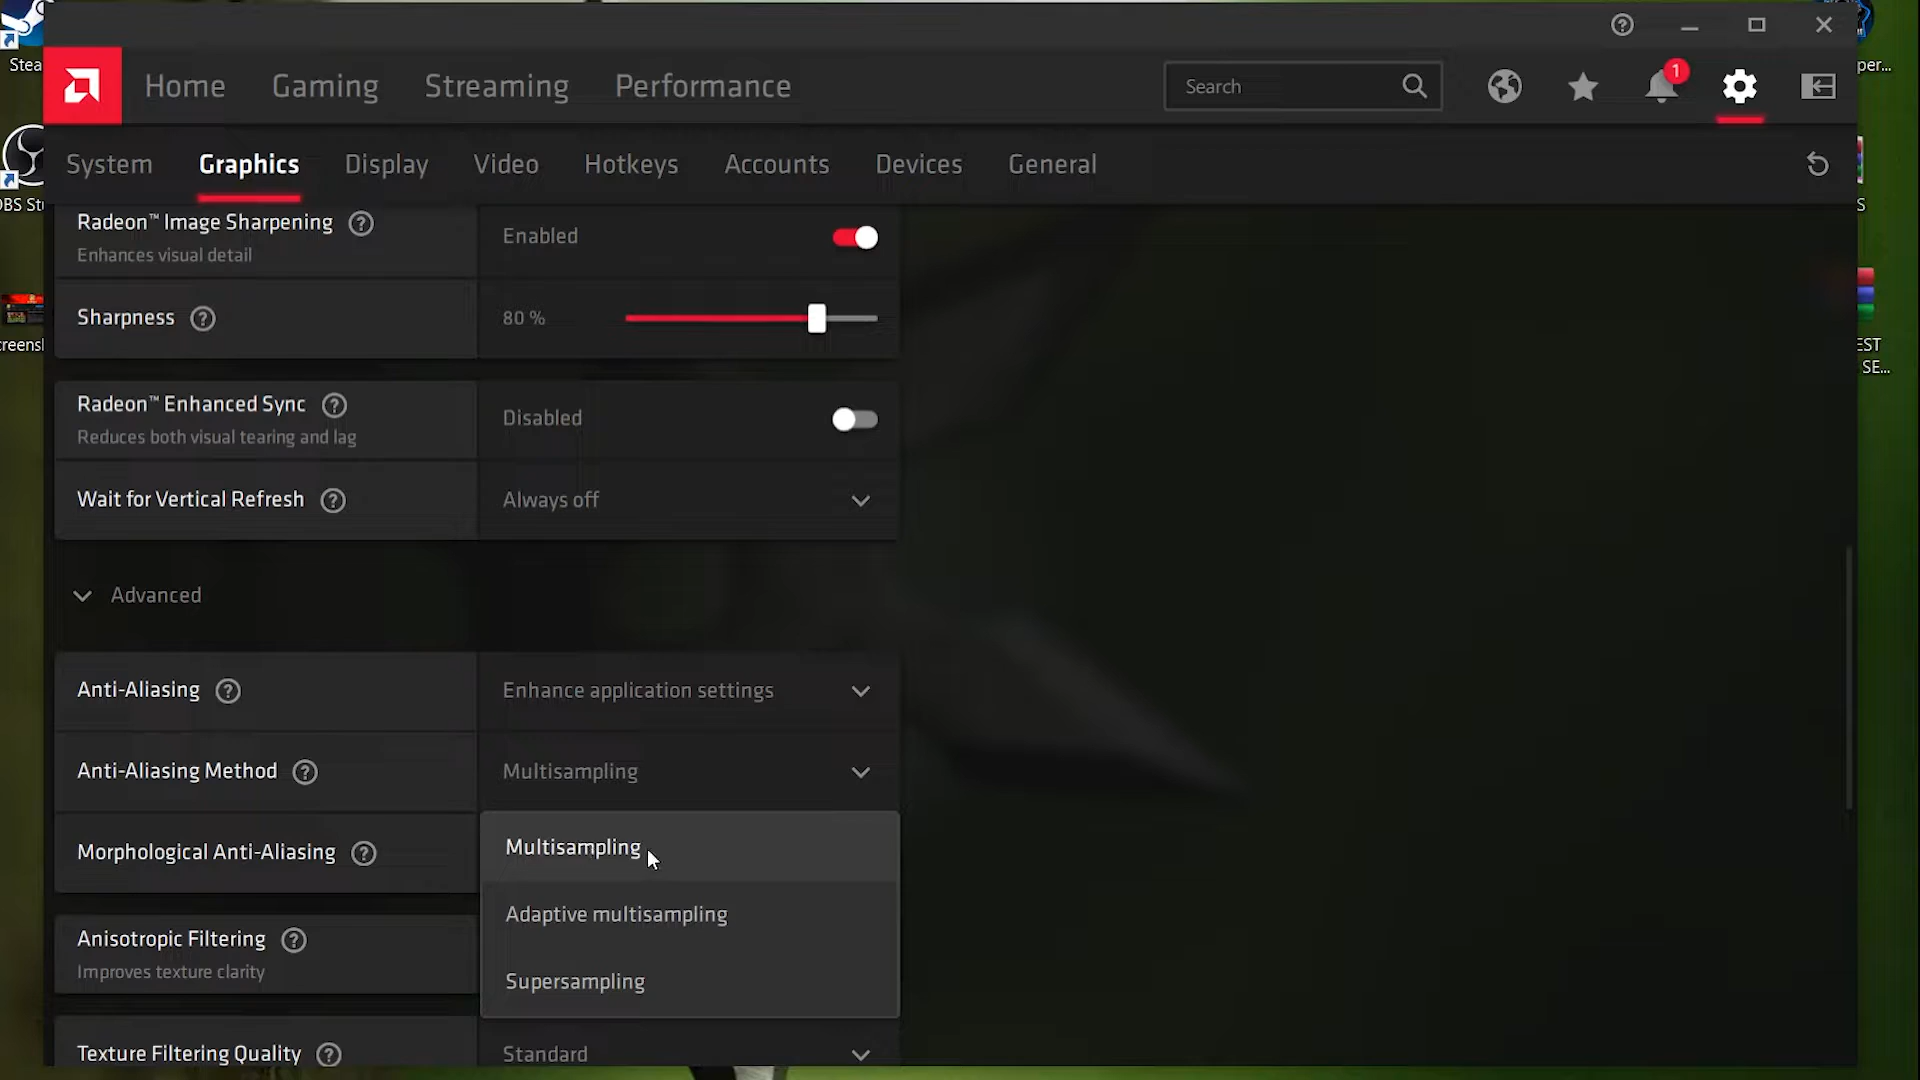 Stea
Home
Gaming
Streaming
Performance
Search
1
per...
System
Graphics
Display
Video
Hotkeys
Accounts
Devices
General
OBS Stu
S
Radeon™ Image Sharpening
Enhances visual detail
Enabled
Sharpness
80 %
creensh
EST
SE...
Radeon™ Enhanced Sync
Reduces both visual tearing and lag
Disabled
Wait for Vertical Refresh
Always off
Advanced
Anti-Aliasing
Enhance application settings
Anti-Aliasing Method
Multisampling
Morphological Anti-Aliasing
Multisampling
Adaptive multisampling
Supersampling
Anisotropic Filtering
Improves texture clarity
Texture Filtering Quality
Standard